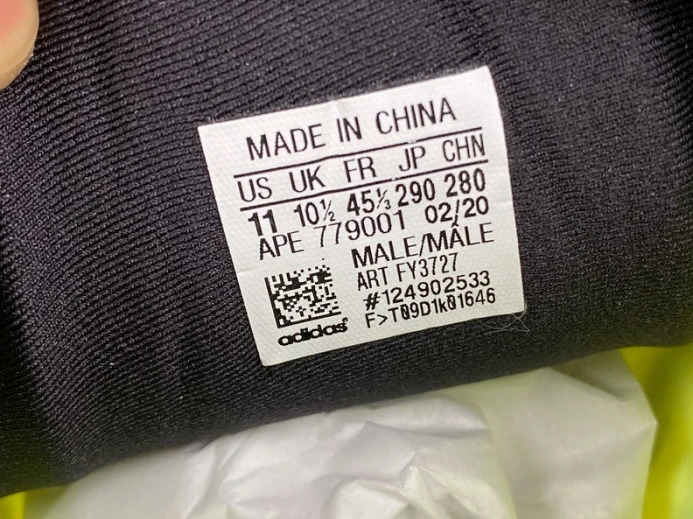 MADE IN CHINA
US UK FR JP CHN
11 10½ 45⅓ 290 280
APE 779001 02/20
MALE/MÂLE
ART FY3727
#124902533
F>T09D1k01646
adidas